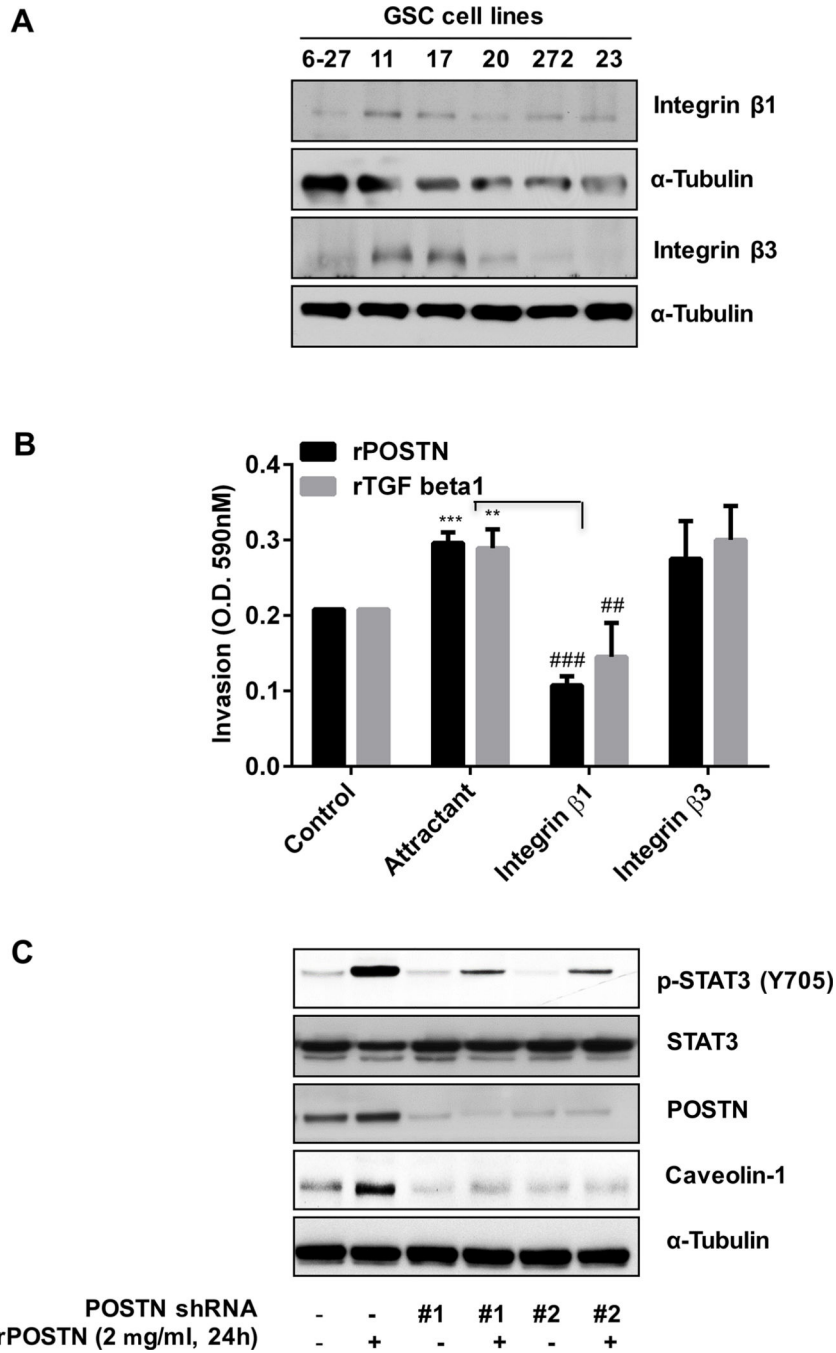 A
GSC cell lines
6-27 11 17 20 272 23
Integrin β1
α-Tubulin
Integrin β3
α-Tubulin
B
rPOSTN
rTGF beta1
Invasion (O.D. 590nM)
0.4
0.3
0.2
0.1
0.0
*** **
### ##
Control
Attractant
Integrin β1
Integrin β3
C
p-STAT3 (Y705)
STAT3
POSTN
Caveolin-1
α-Tubulin
POSTN shRNA - - #1 #1 #2 #2
rPOSTN (2 mg/ml, 24h) - + - + - +